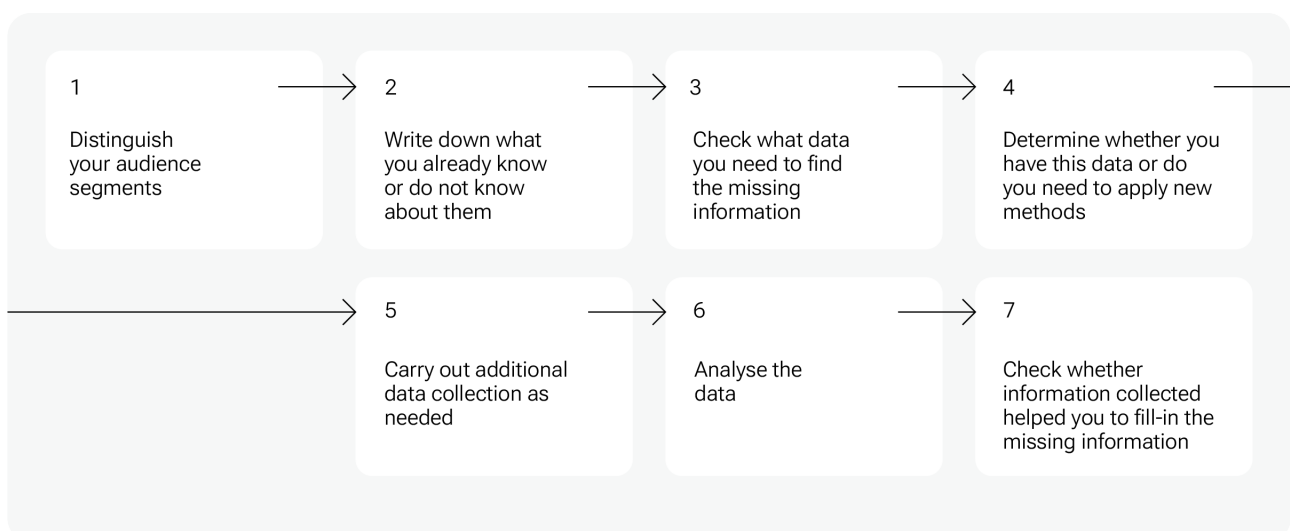 1
Distinguish
your audience
segments
2
Write down what
you already know
or do not know
about them
3
Check what data
you need to find
the missing
information
4
Determine whether you
have this data or do
you need to apply new
methods
5
Carry out additional
data collection as
needed
6
Analyse the
data
7
Check whether
information collected
helped you to fill-in the
missing information